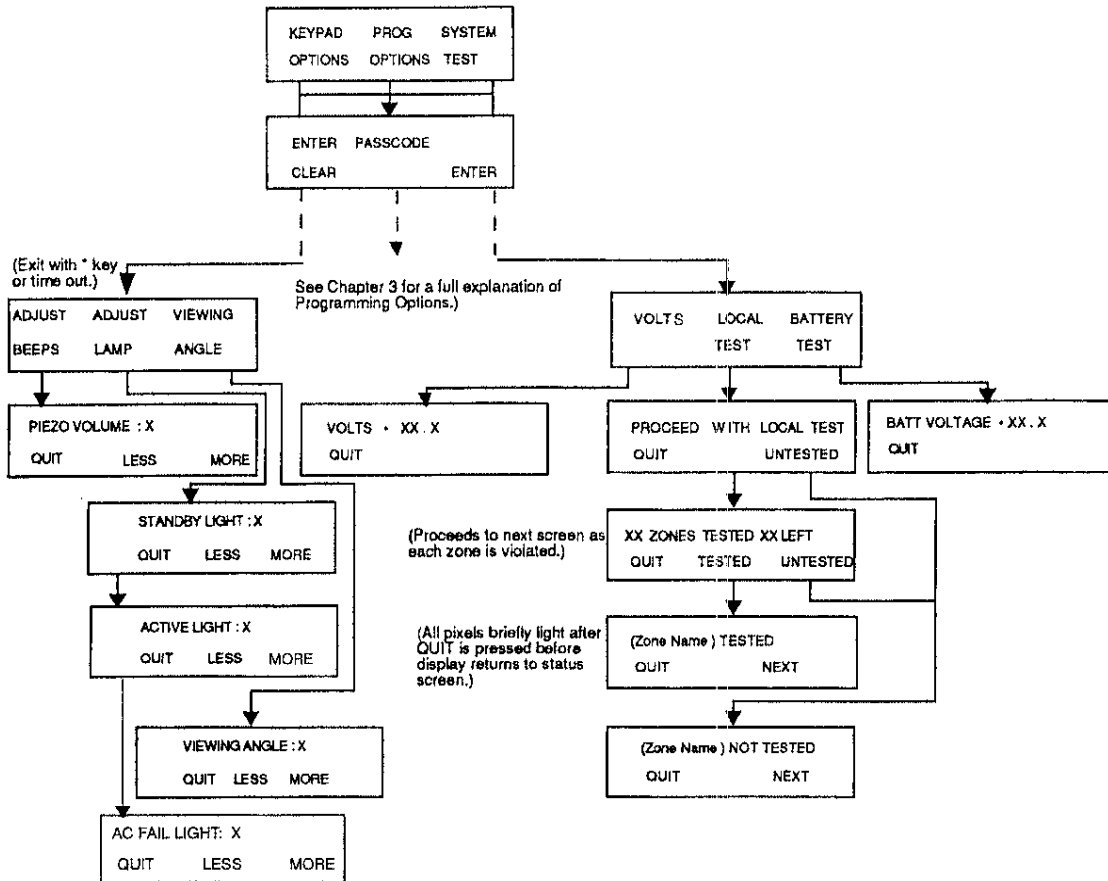 KEYPAD PROG SYSTEM
OPTIONS OPTIONS TEST
ENTER PASSCODE
CLEAR ENTER
(Exit with * key
or time out.)
See Chapter 3 for a full explanation of
Programming Options.)
ADJUST ADJUST VIEWING
BEEPS LAMP ANGLE
VOLTS LOCAL BATTERY
TEST TEST
PIEZO VOLUME : X
QUIT LESS MORE
VOLTS • XX . X
QUIT
PROCEED WITH LOCAL TEST
QUIT UNTESTED
BATT VOLTAGE • XX . X
QUIT
STANDBY LIGHT : X
QUIT LESS MORE
(Proceeds to next screen as
each zone is violated.)
XX ZONES TESTED XX LEFT
QUIT TESTED UNTESTED
ACTIVE LIGHT : X
QUIT LESS MORE
(All pixels briefly light after
QUIT is pressed before
display returns to status
screen.)
(Zone Name ) TESTED
QUIT NEXT
VIEWING ANGLE : X
QUIT LESS MORE
(Zone Name ) NOT TESTED
QUIT NEXT
AC FAIL LIGHT: X
QUIT LESS MORE